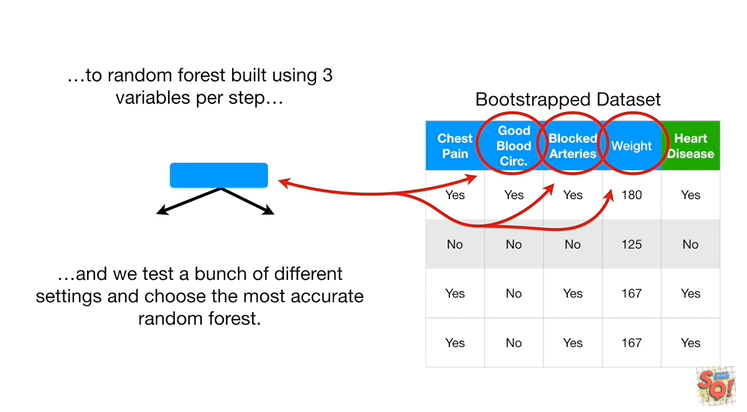 …to random forest built using 3
variables per step…
Bootstrapped Dataset
Chest Pain Good Blood Circ. Blocked Arteries Weight Heart Disease
Yes Yes Yes 180 Yes
No No No 125 No
Yes No Yes 167 Yes
Yes No Yes 167 Yes
…and we test a bunch of different
settings and choose the most accurate
random forest.
SQ!